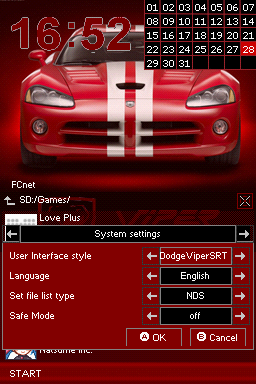 16:52
01 02 03 04 05 06 07
08 09 10 11 12 13 14
15 16 17 18 19 20 21
22 23 24 25 26 27 28
29 30 31
FCnet
SD:/Games/
Love Plus
System settings
User Interface style DodgeViperSRT
Language English
Set file list type NDS
Safe Mode off
A OK B Cancel
Natsume Inc.
START